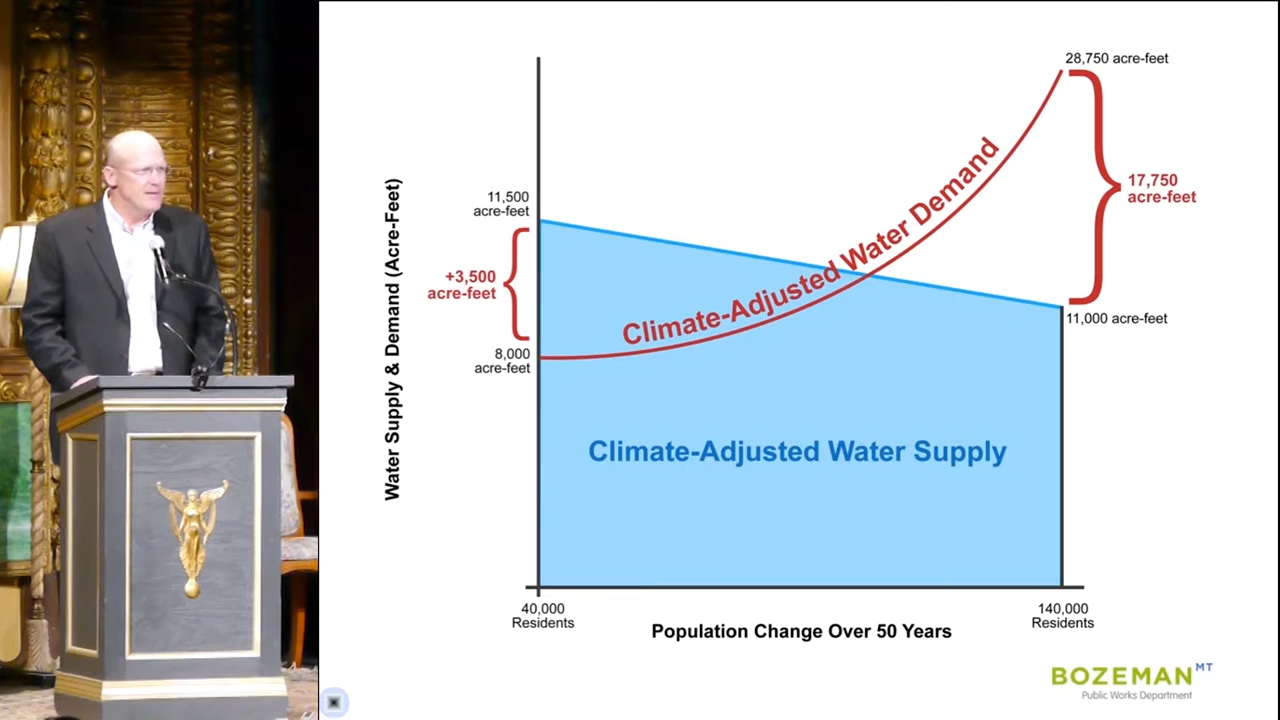 28,750 acre-feet
11,500
acre-feet
+3,500
acre-feet
8,000
acre-feet
17,750
acre-feet
11,000 acre-feet
Water Supply & Demand (Acre-Feet)
Climate-Adjusted Water Demand
Climate-Adjusted Water Supply
40,000
Residents
140,000
Residents
Population Change Over 50 Years
BOZEMAN MT
Public Works Department